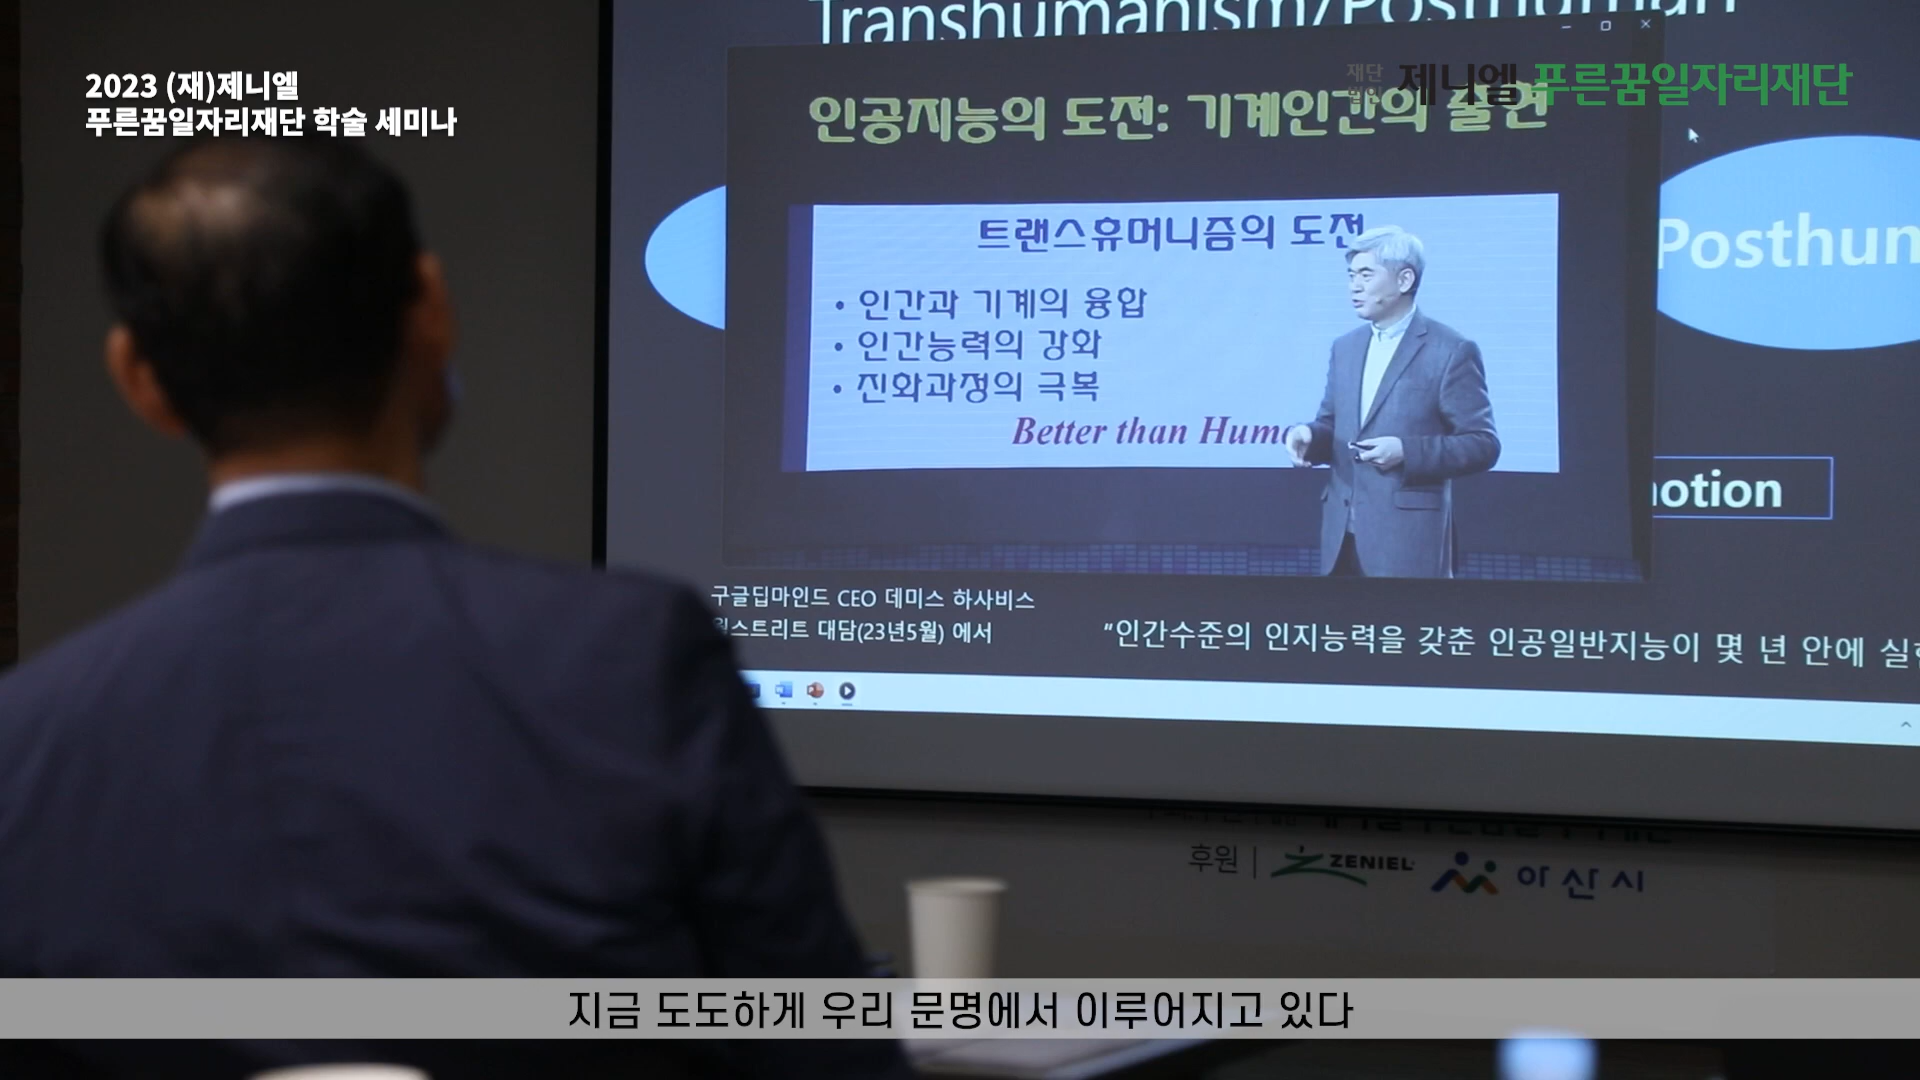 2023 (재)제니엘
푸른꿈일자리재단 학술 세미나
Transhumanism/Posthuman
재단
법인
제니엘 푸른꿈일자리재단
인공지능의 도전: 기계인간의 출현
트랜스휴머니즘의 도전
• 인간과 기계의 융합
• 인간능력의 강화
• 진화과정의 극복
Better than Huma
Posthum
otion
구글딥마인드 CEO 데미스 하사비스
월스트리트 대담(23년5월) 에서
"인간수준의 인지능력을 갖춘 인공일반지능이 몇 년 안에 실현
후원 | ZENIEL 아산시
지금 도도하게 우리 문명에서 이루어지고 있다